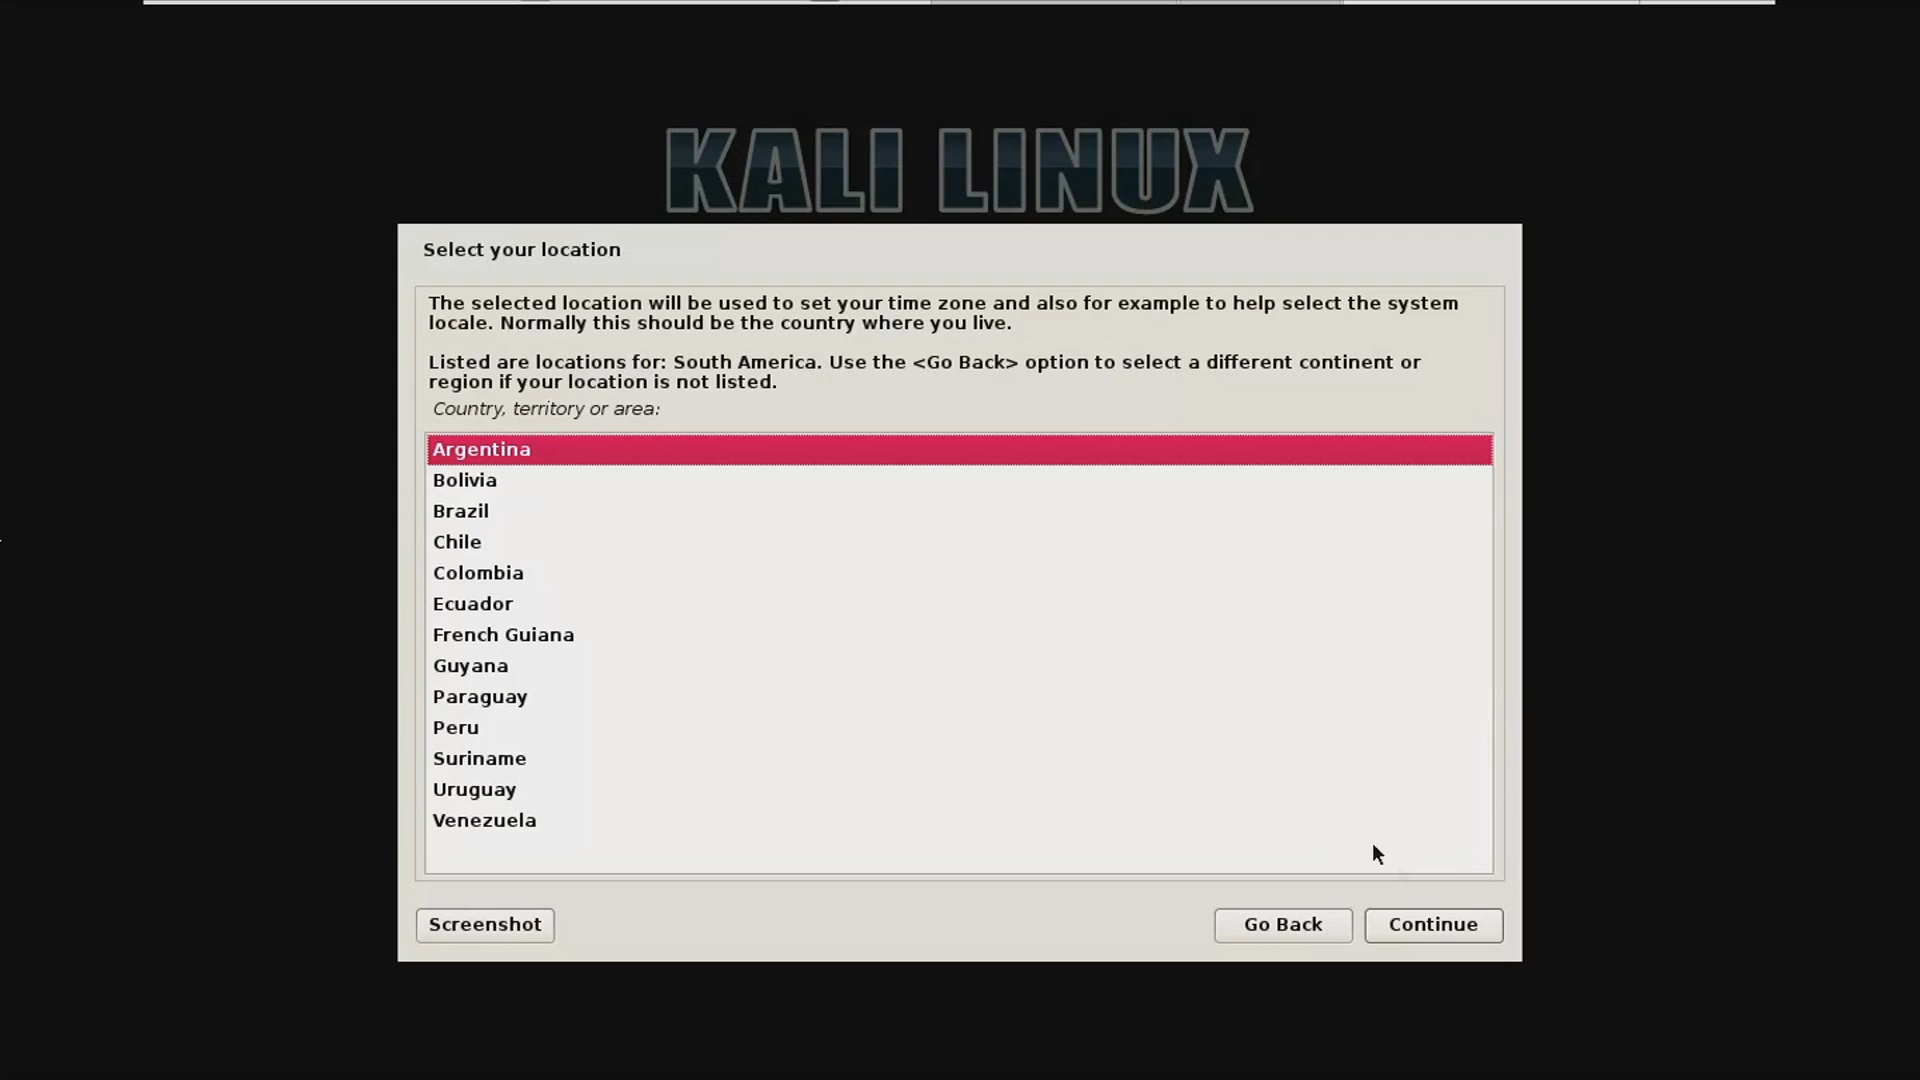 KALI LINUX
Select your location
The selected location will be used to set your time zone and also for example to help select the system
locale. Normally this should be the country where you live.
Listed are locations for: South America. Use the <Go Back> option to select a different continent or
region if your location is not listed.
Country, territory or area:
Argentina
Bolivia
Brazil
Chile
Colombia
Ecuador
French Guiana
Guyana
Paraguay
Peru
Suriname
Uruguay
Venezuela
Screenshot
Go Back
Continue